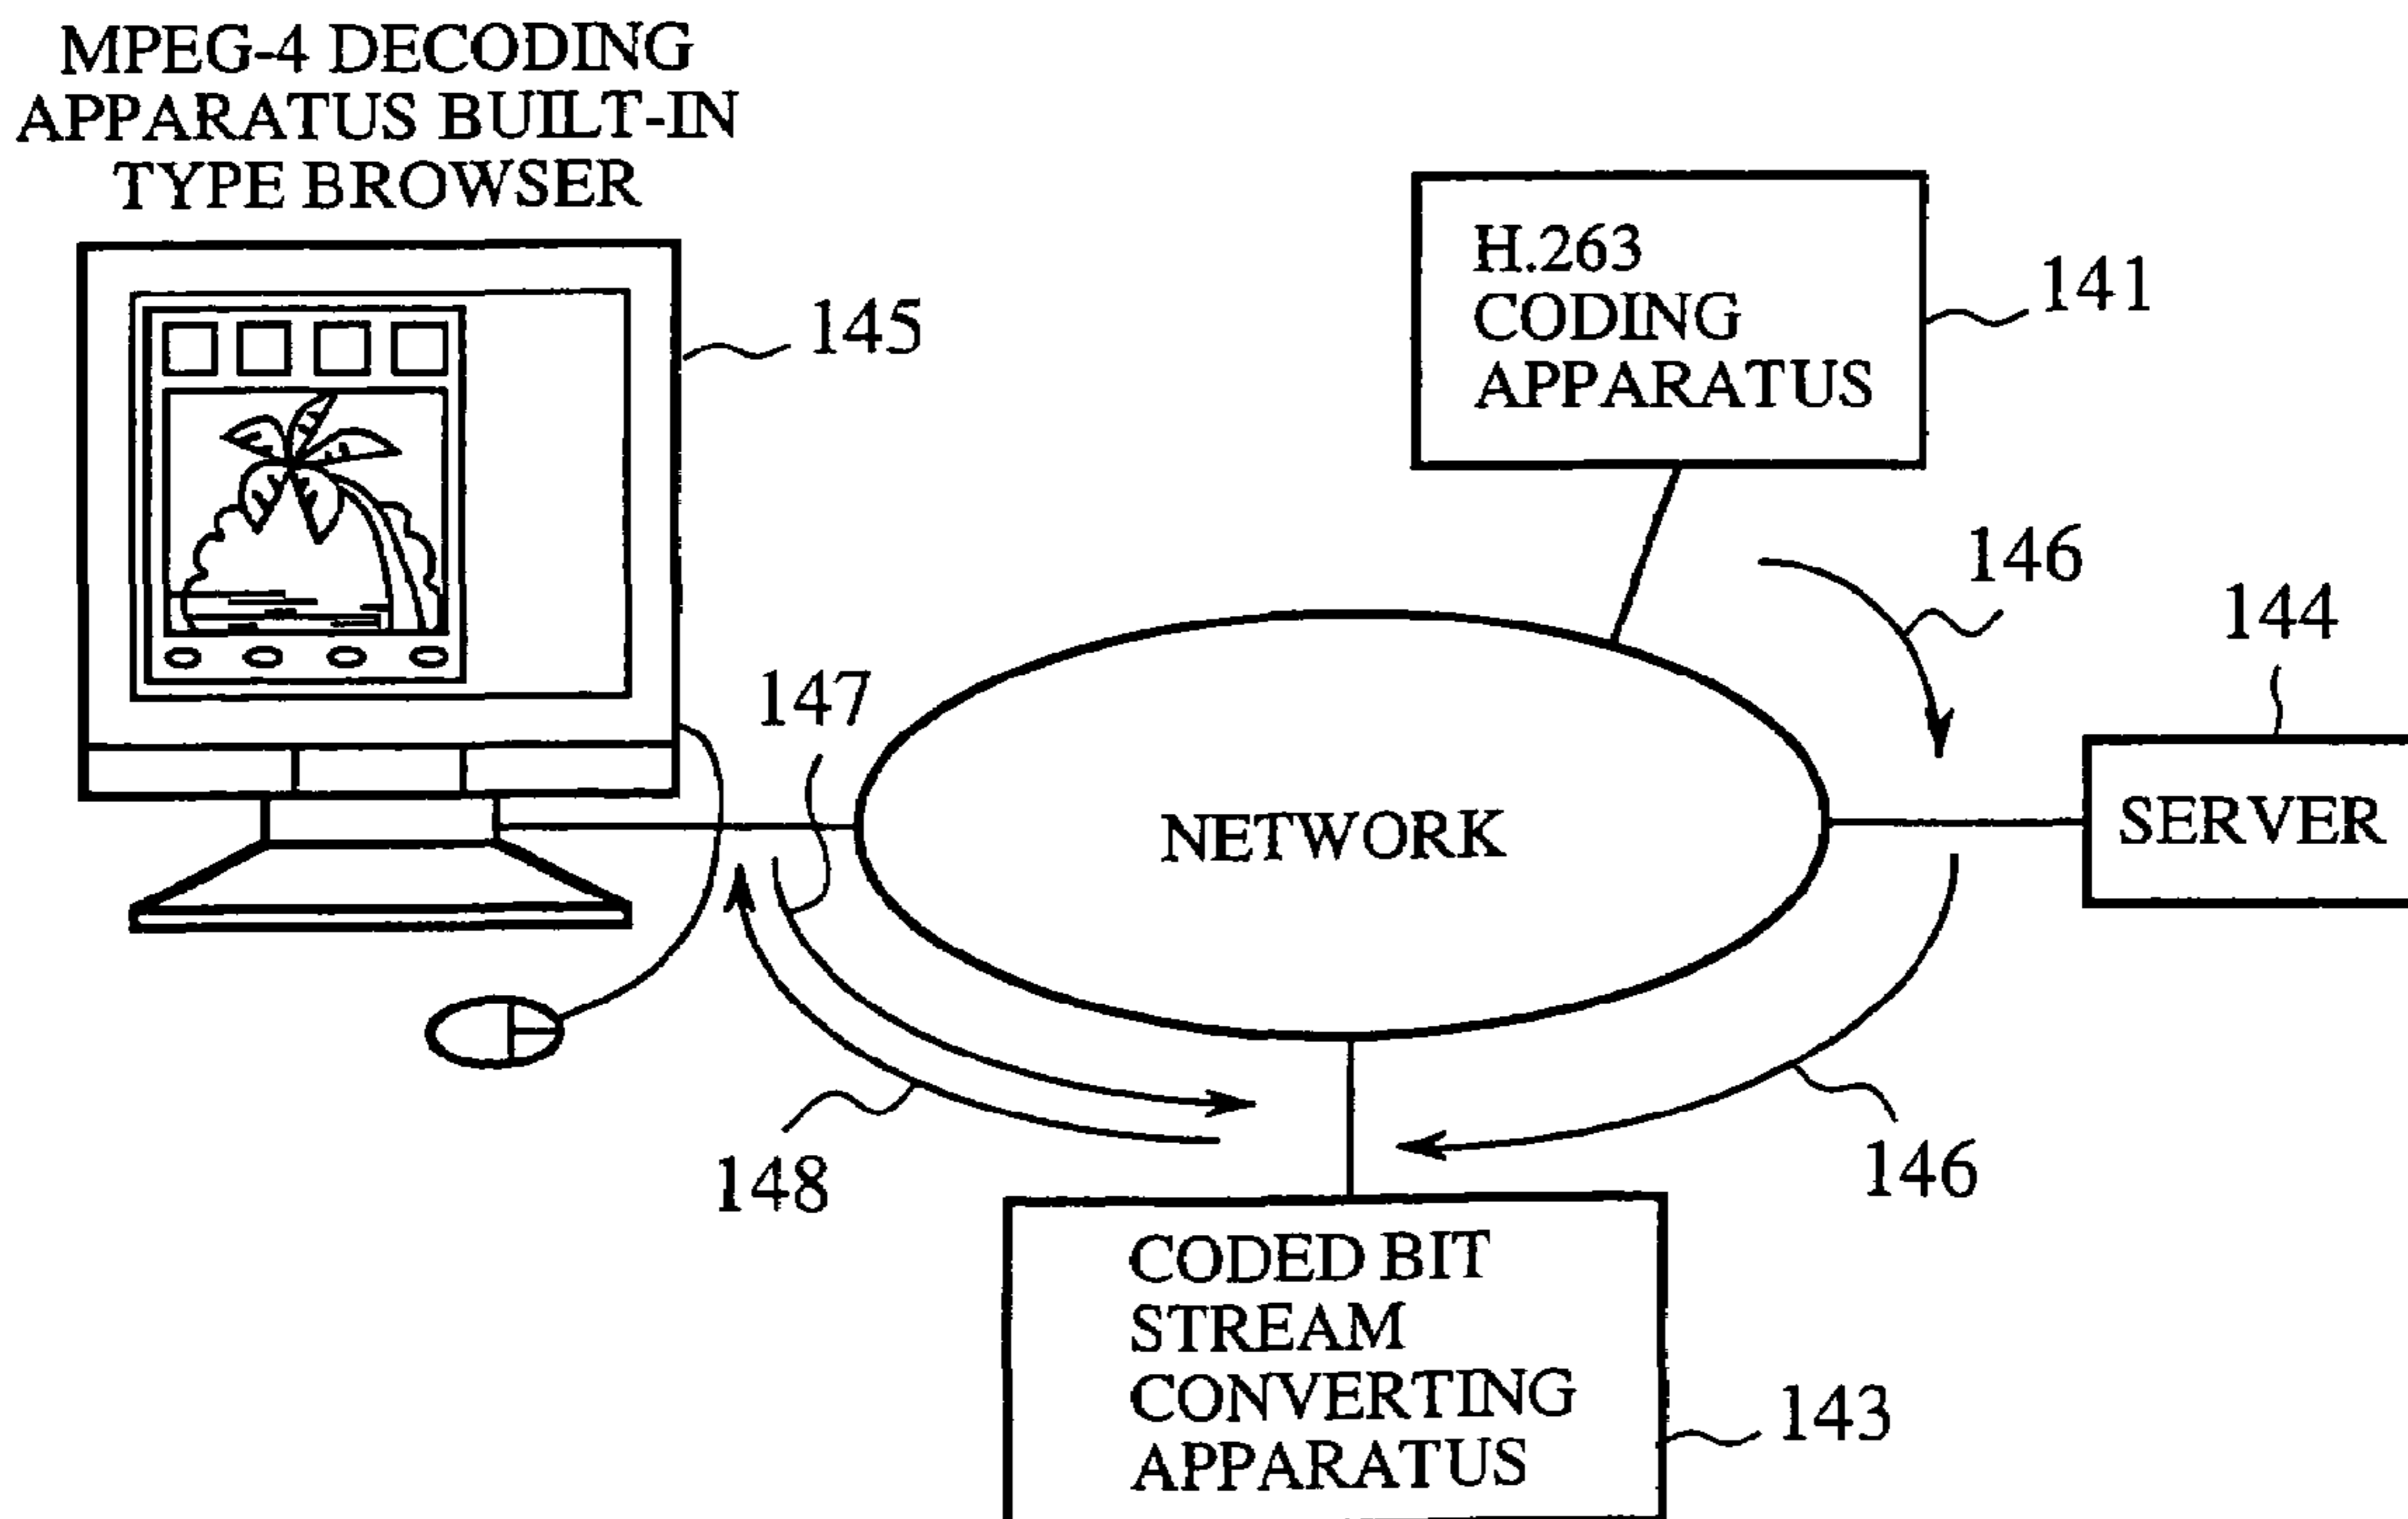 MPEG-4 DECODING
APPARATUS BUILT-IN
TYPE BROWSER
145
H.263
CODING
APPARATUS
141
146
144
SERVER
147
NETWORK
148
146
CODED BIT
STREAM
CONVERTING
APPARATUS
143